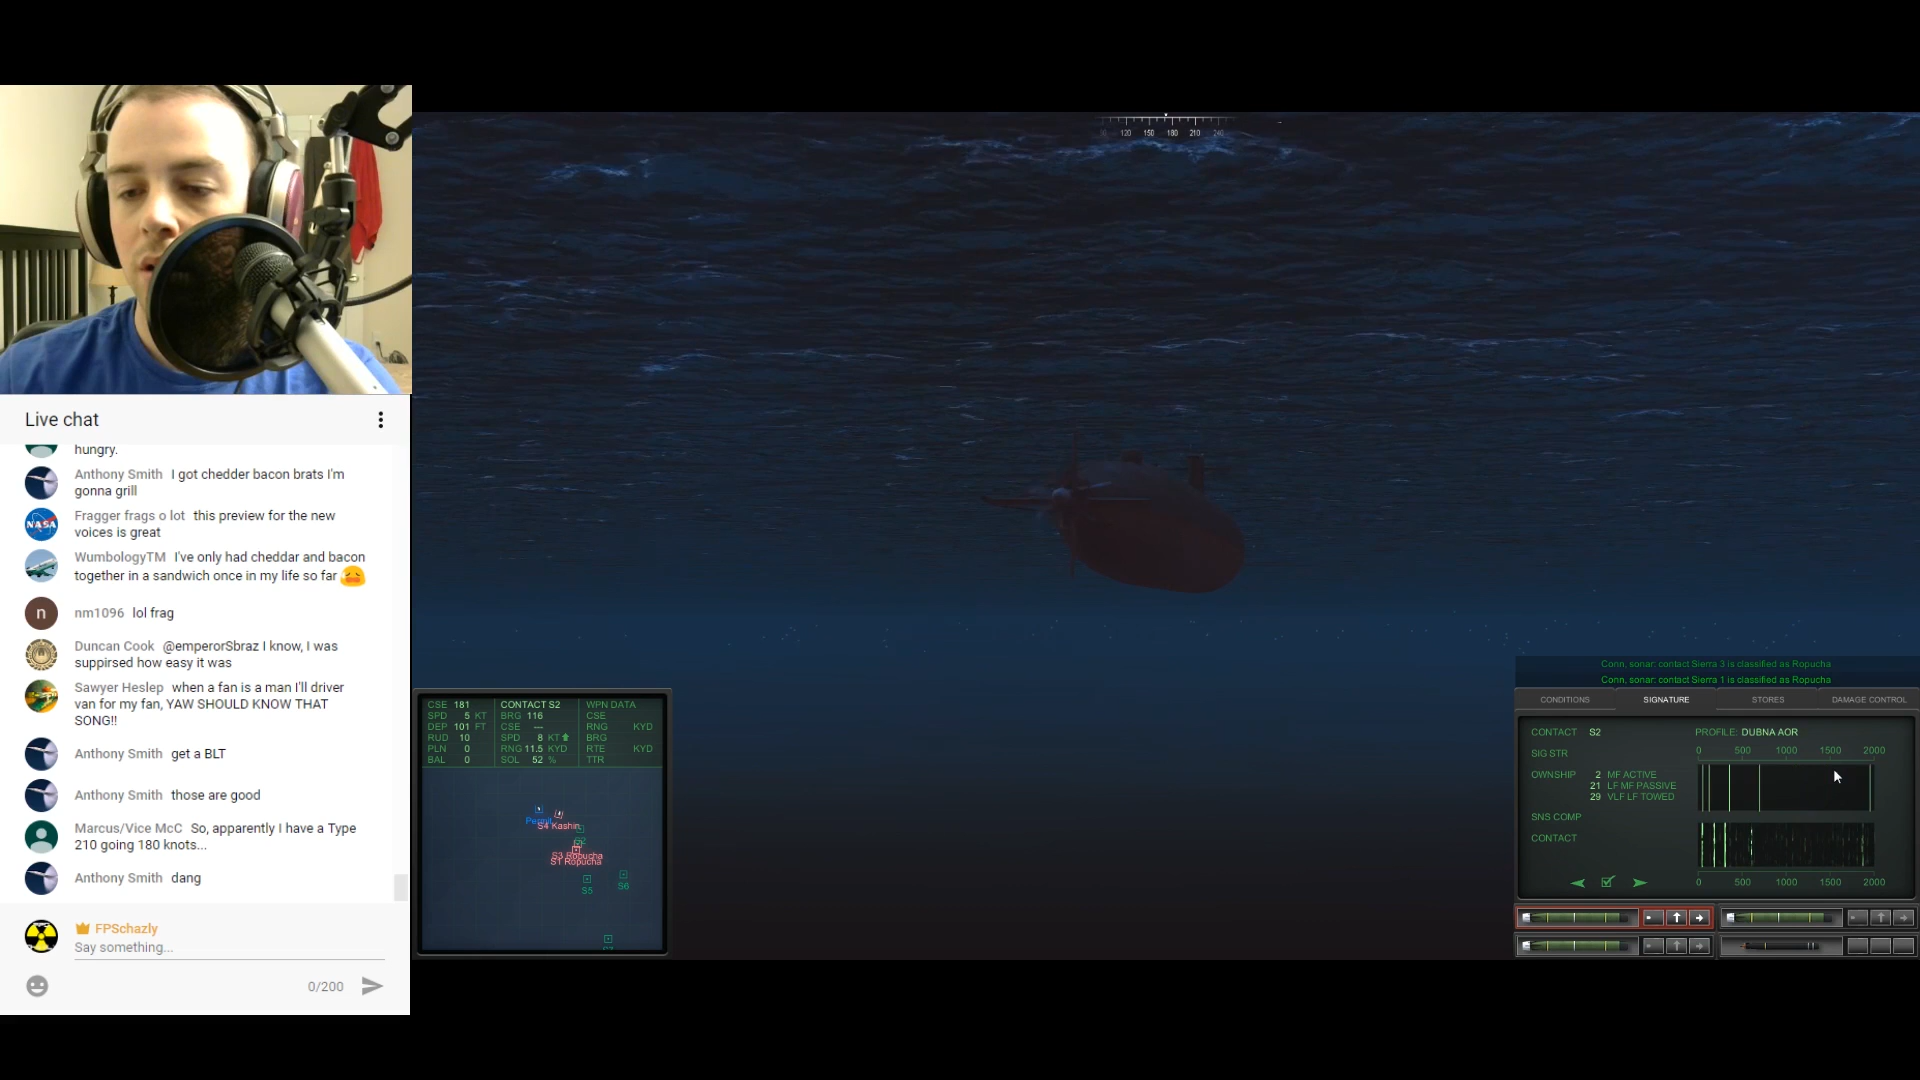 Live chat
hungry.
Anthony Smith I got chedder bacon brats I'm
gonna grill
NASA
Fragger frags o lot this preview for the new
voices is great
WumbologyTM I've only had cheddar and bacon
together in a sandwich once in my life so far
n
nm1096 lol frag
Duncan Cook @emperorSbraz I know, I was
suppirsed how easy it was
Sawyer Heslep when a fan is a man I'll driver
van for my fan, YAW SHOULD KNOW THAT
SONG!!
Anthony Smith get a BLT
Anthony Smith those are good
Marcus/Vice McC So, apparently I have a Type
210 going 180 knots...
Anthony Smith dang
FPSchazly
Say something...
0/200
120 150 180 210 240
CSE 181
SPD 5 KT
DEP 101 FT
RUD 10
PLN 0
BAL 0
CONTACT S2
BRG 116
CSE ---
SPD 8 KT
RNG 11.5 KYD
SOL 52 %
WPN DATA
CSE
RNG KYD
BRG
RTE KYD
TTR
S4 Kashin
S3 Ropucha
S1 Ropucha
S5
S6
Conn, sonar: contact Sierra 3 is classified as Ropucha
Conn, sonar: contact Sierra 1 is classified as Ropucha
CONDITIONS SIGNATURE STORES DAMAGE CONTROL
CONTACT S2
SIG STR
OWNSHIP 2 MF ACTIVE
21 LF MF PASSIVE
29 VLF LF TOWED
SNS COMP
CONTACT
PROFILE: DUBNA AOR
0 500 1000 1500 2000
0 500 1000 1500 2000